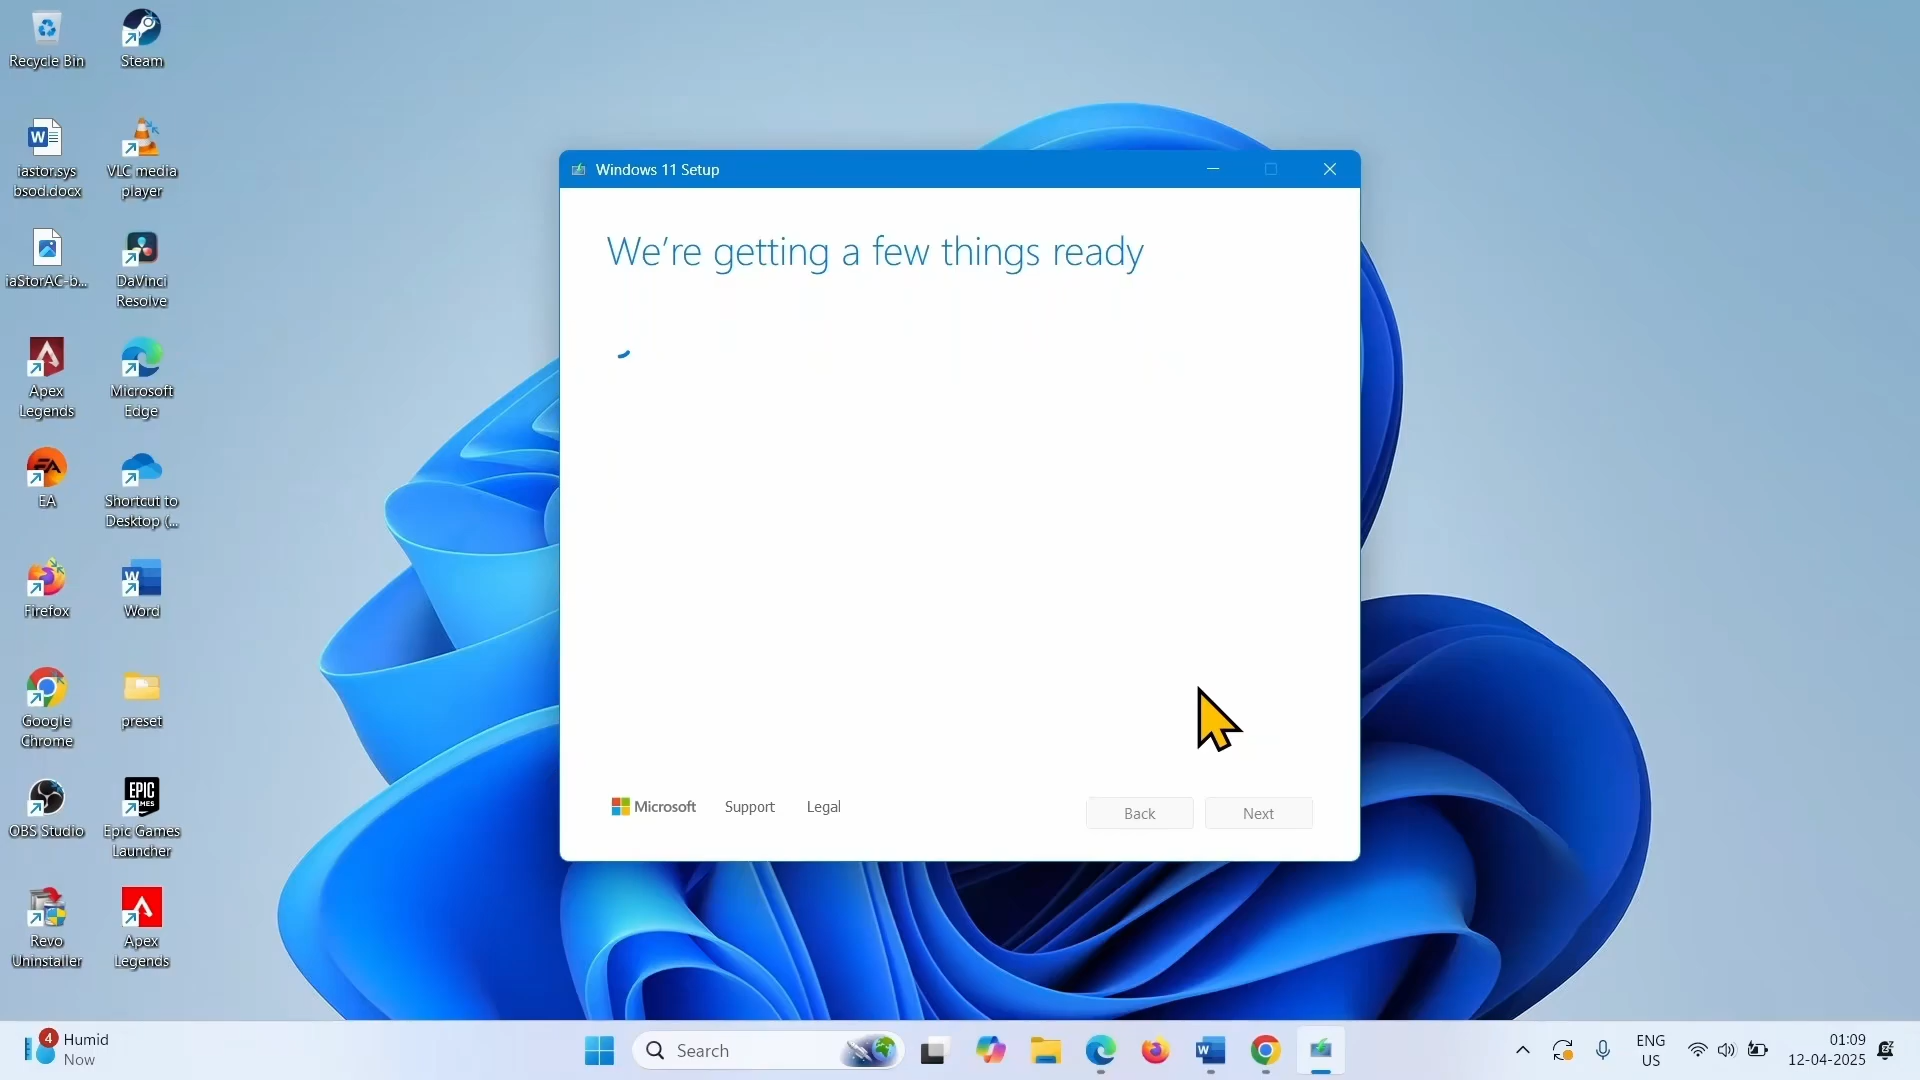 Recycle Bin
Steam
iastor.sys
bsod.docx
VLC media
player
iaStorAC-b...
DaVinci
Resolve
Apex
Legends
Microsoft
Edge
EA
Shortcut to
Desktop (...
Firefox
Word
Google
Chrome
preset
OBS Studio
EPIC
GAMES
Epic Games
Launcher
Revo
Uninstaller
Apex
Legends
Windows 11 Setup
We're getting a few things ready
Microsoft
Support
Legal
Back
Next
4
Humid
Now
Search
ENG
US
01:09
12-04-2025